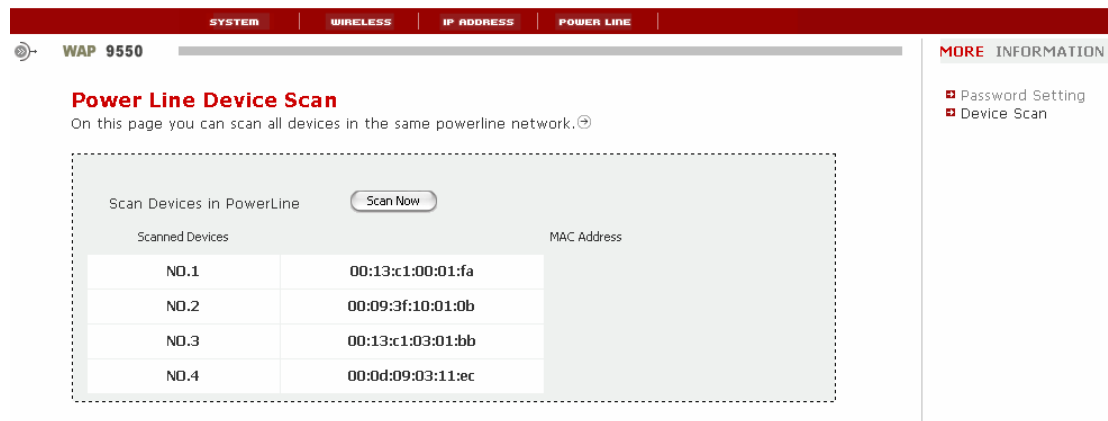 SYSTEM WIRELESS IP ADDRESS POWER LINE
WAP 9550
MORE INFORMATION
Power Line Device Scan
On this page you can scan all devices in the same powerline network.
Password Setting
Device Scan
Scan Devices in PowerLine Scan Now
Scanned Devices MAC Address
NO.1 00:13:c1:00:01:fa
NO.2 00:09:3f:10:01:0b
NO.3 00:13:c1:03:01:bb
NO.4 00:0d:09:03:11:ec